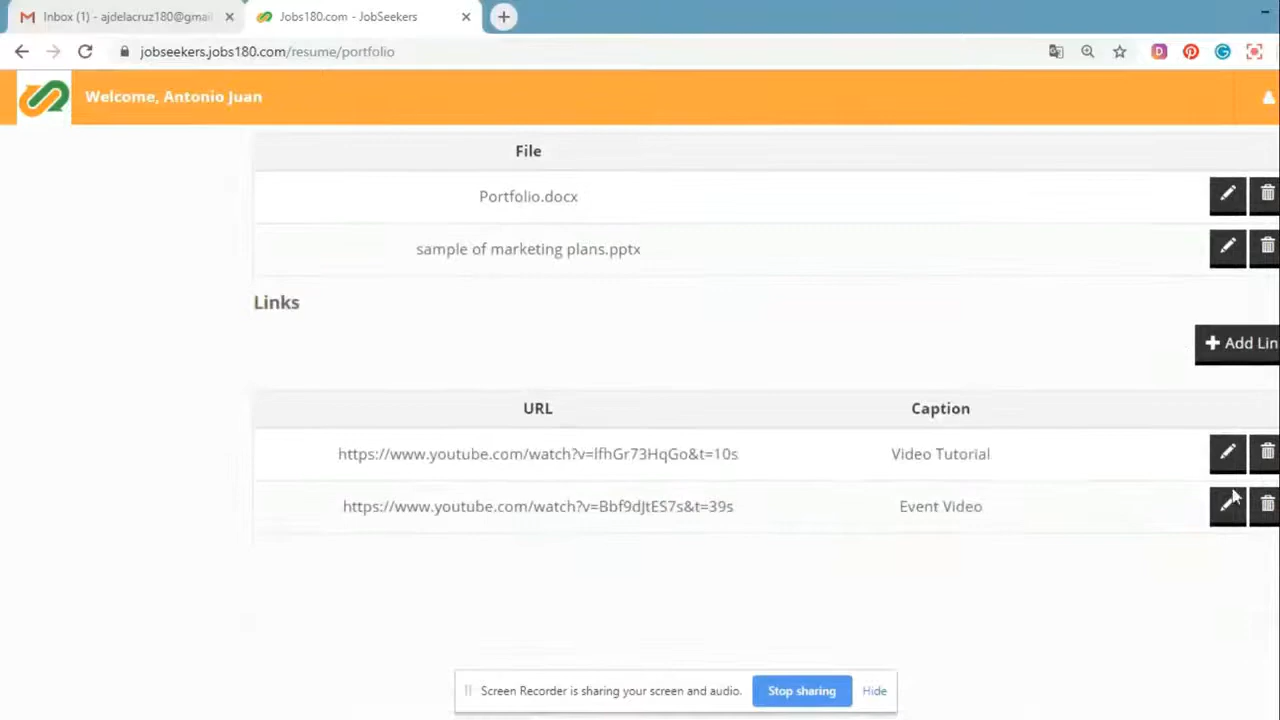 Inbox (1) - ajdelacruz180@gmai
Jobs180.com - JobSeekers
jobseekers.jobs180.com/resume/portfolio
Welcome, Antonio Juan
File
Portfolio.docx
sample of marketing plans.pptx
Links
Add Lin
URL Caption
https://www.youtube.com/watch?v=lfhGr73HqGo&t=10s Video Tutorial
https://www.youtube.com/watch?v=Bbf9dJtES7s&t=39s Event Video
Screen Recorder is sharing your screen and audio. Stop sharing Hide